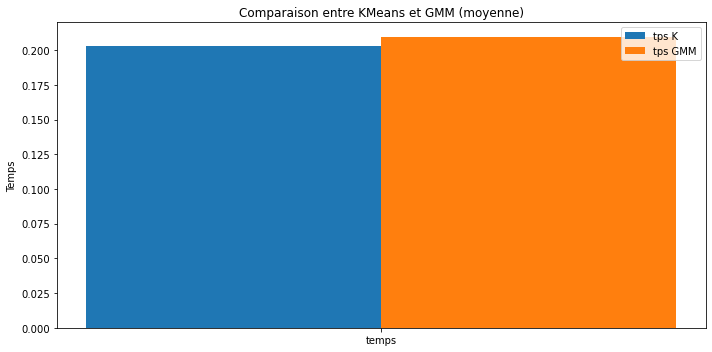 Comparaison entre KMeans et GMM (moyenne)
tps K
tps GMM
Temps
0.200
0.175
0.150
0.125
0.100
0.075
0.050
0.025
0.000
temps